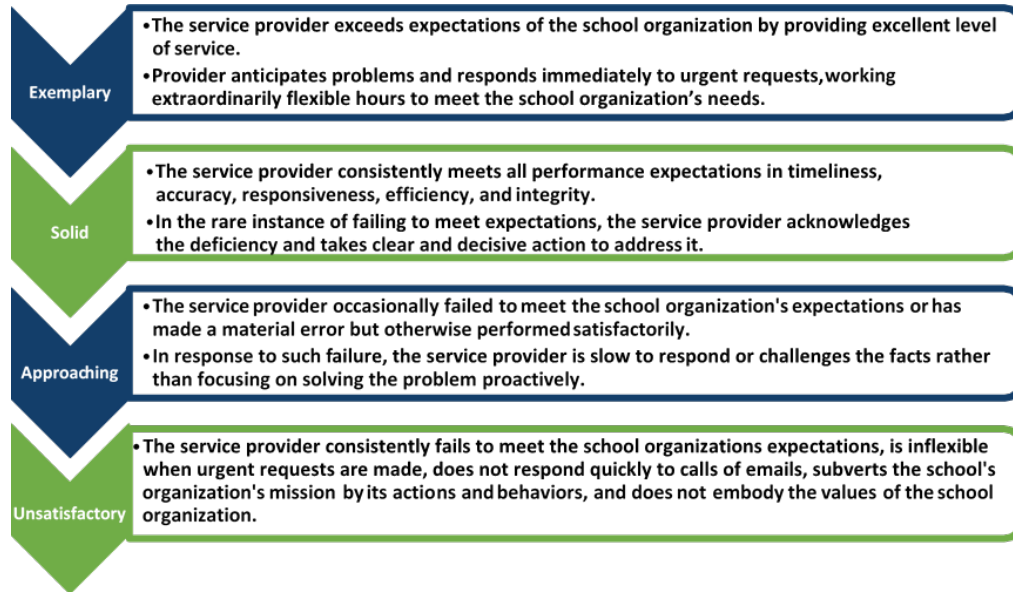 Exemplary
•The service provider exceeds expectations of the school organization by providing excellent level
of service.
•Provider anticipates problems and responds immediately to urgent requests,working
extraordinarily flexible hours to meet the school organization's needs.
Solid
•The service provider consistently meets all performance expectations in timeliness,
accuracy, responsiveness, efficiency, and integrity.
•In the rare instance of failing to meet expectations, the service provider acknowledges
the deficiency and takes clear and decisive action to address it.
Approaching
•The service provider occasionally failed to meet the school organization's expectations or has
made a material error but otherwise performed satisfactorily.
•In response to such failure, the service provider is slow to respond or challenges the facts rather
than focusing on solving the problem proactively.
Unsatisfactory
•The service provider consistently fails to meet the school organizations expectations, is inflexible
when urgent requests are made, does not respond quickly to calls of emails, subverts the school's
organization's mission by its actions and behaviors, and does not embody the values of the school
organization.